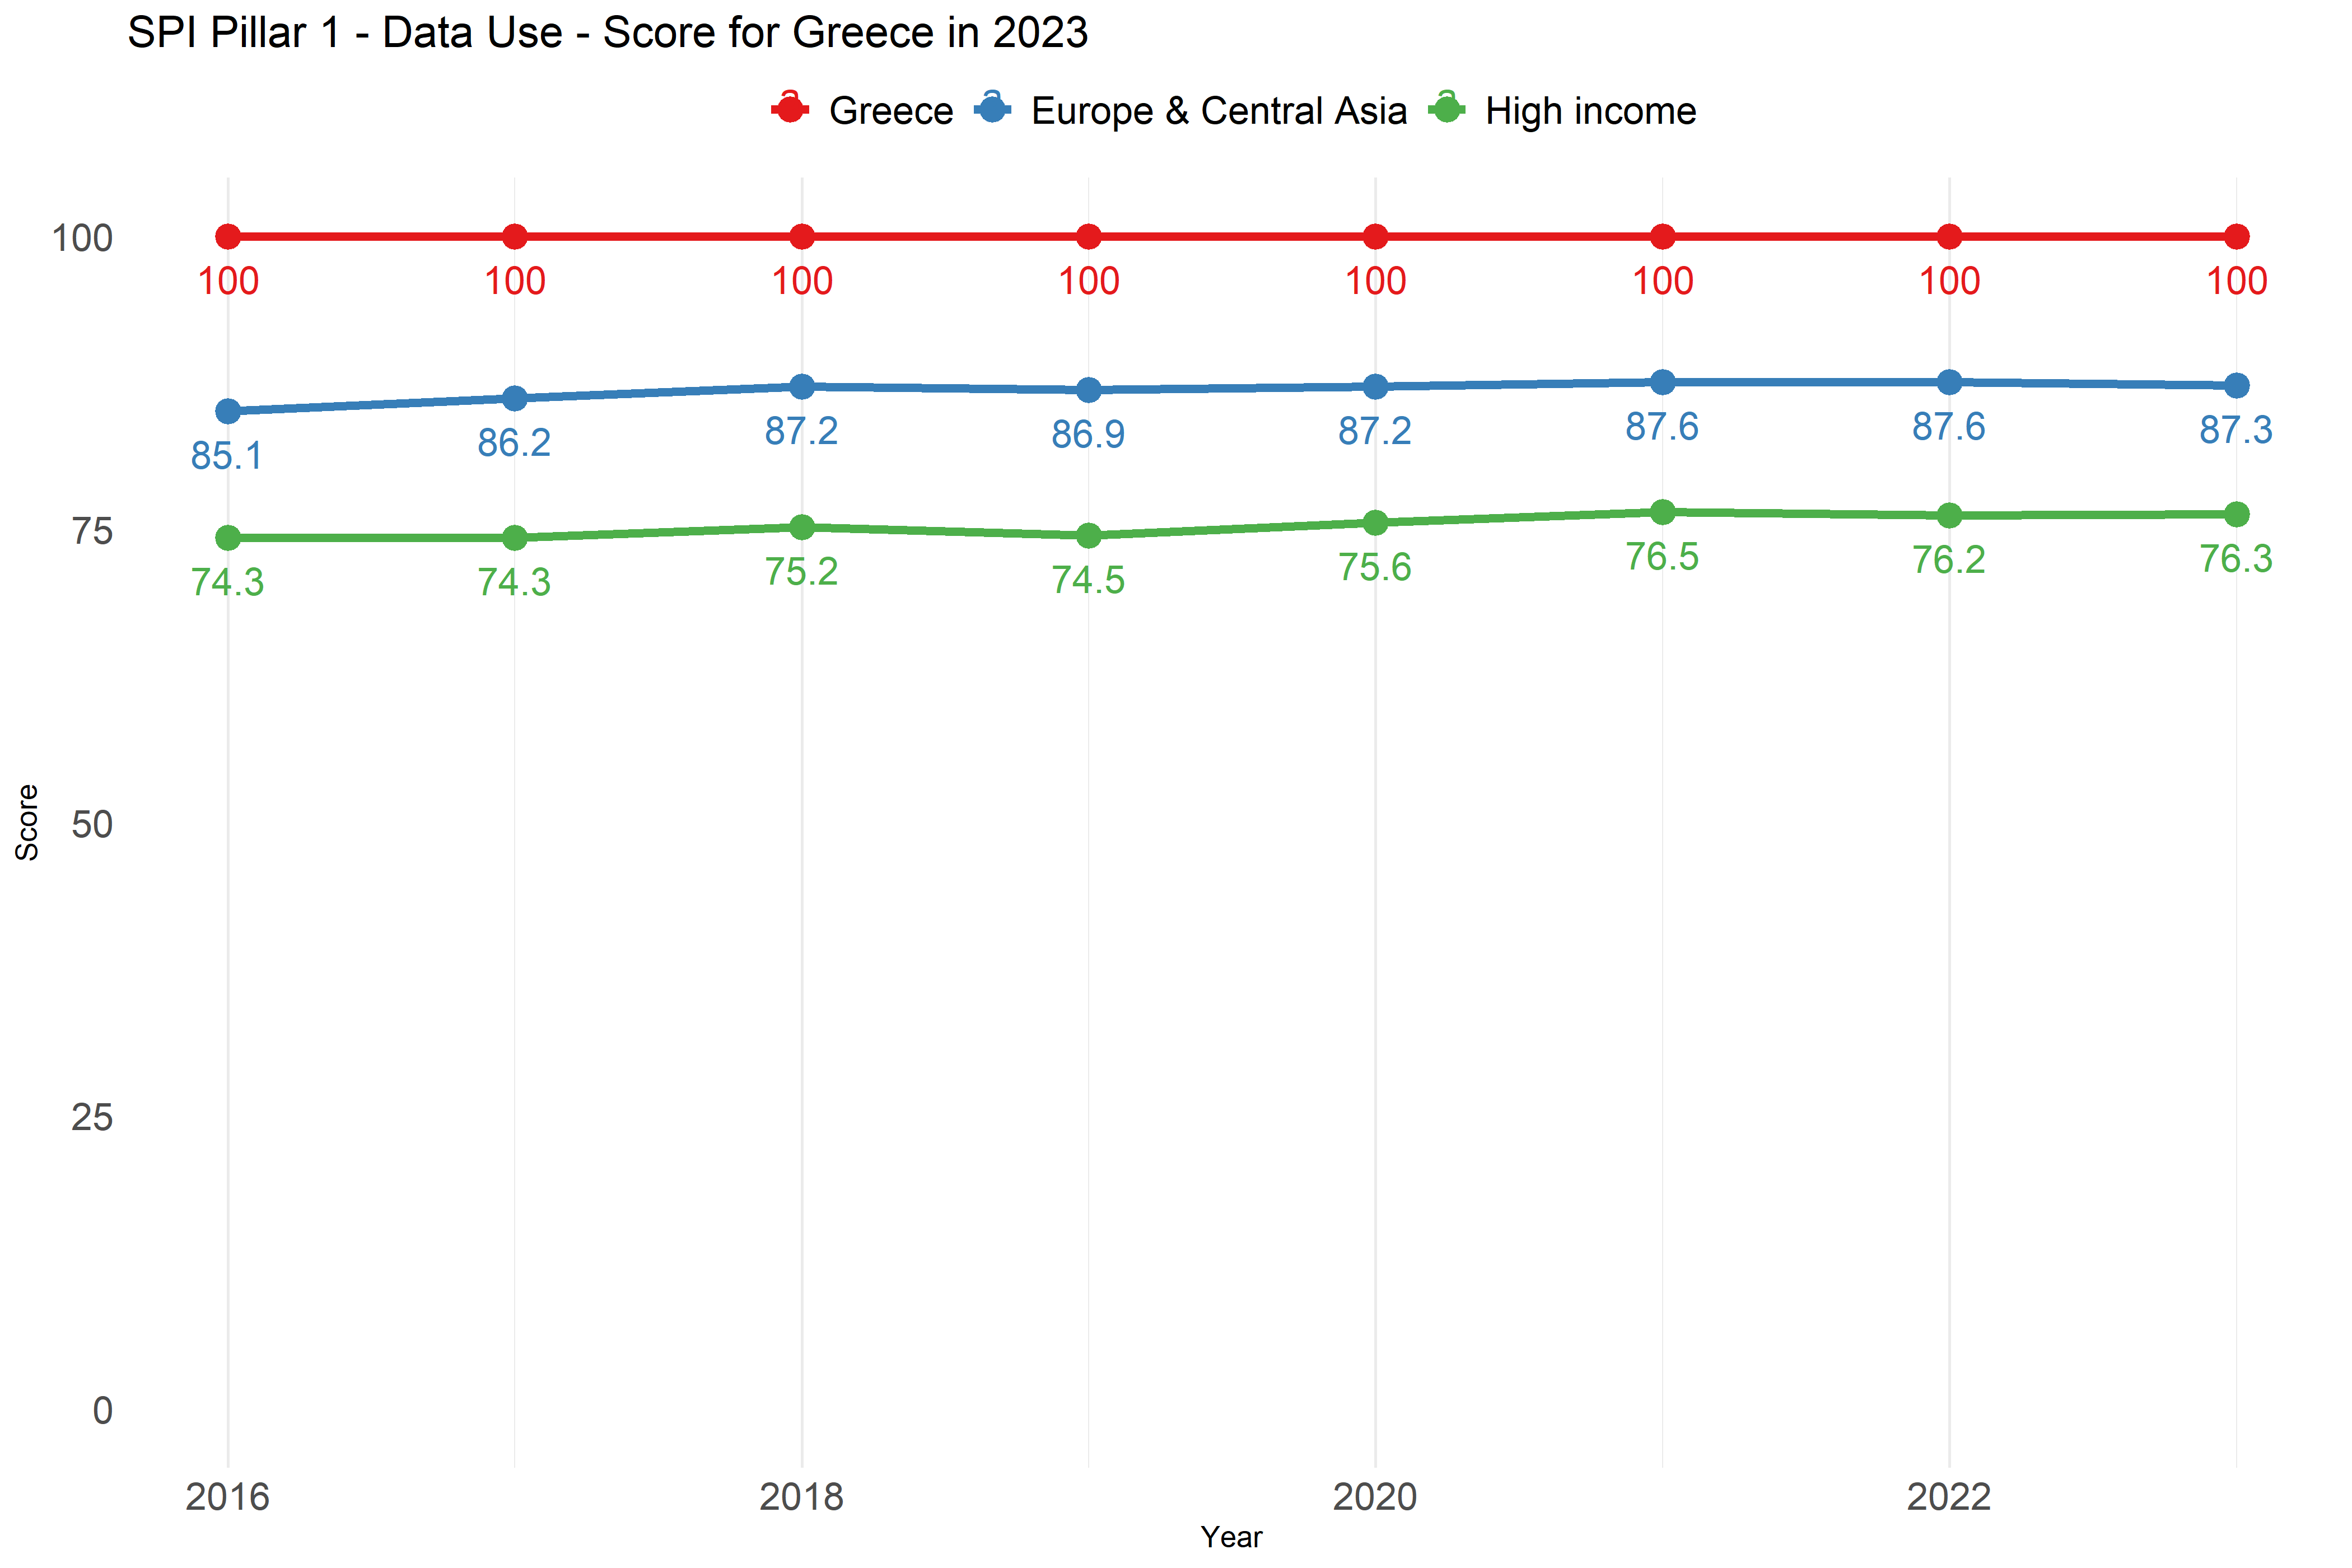 SPI Pillar 1 - Data Use - Score for Greece in 2023
Greece Europe & Central Asia High income
100
100 100 100 100 100 100 100 100
85.1 86.2 87.2 86.9 87.2 87.6 87.6 87.3
75
74.3 74.3 75.2 74.5 75.6 76.5 76.2 76.3
Score
50
25
0
2016 2018 2020 2022
Year